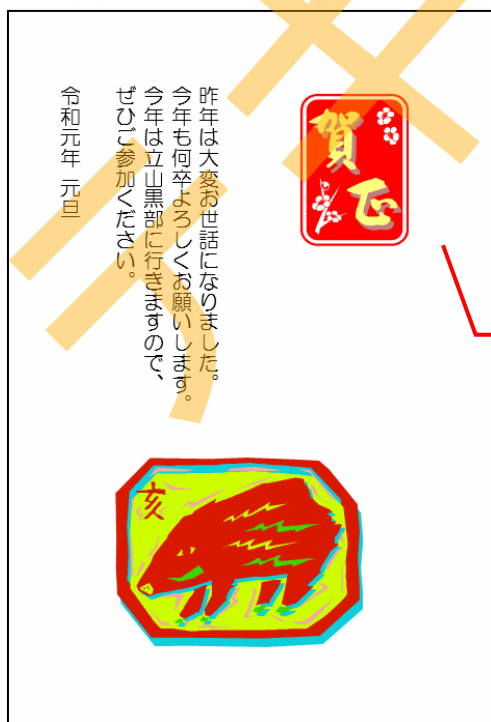 賀正
昨年は大変お世話になりました。
今年も何卒よろしくお願いします。
今年は立山黒部に行きますので、
ぜひご参加ください。
令和元年 元旦
亥